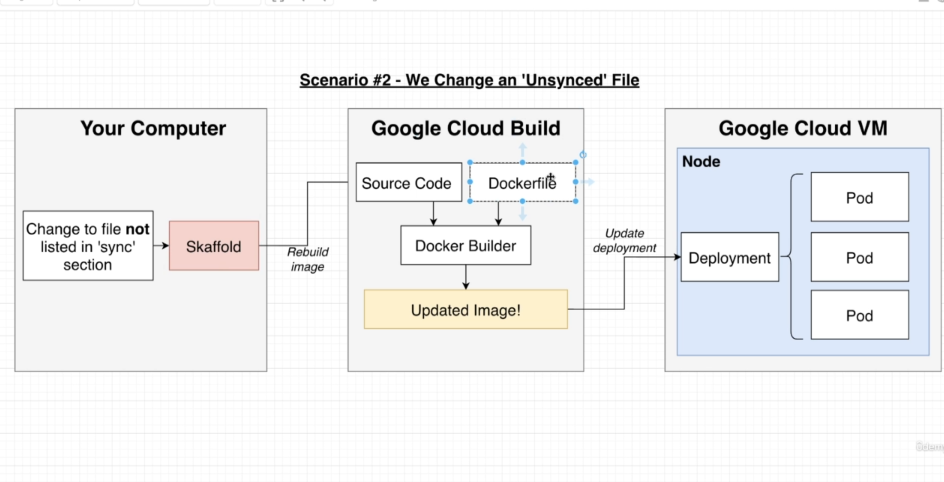 Scenario #2 - We Change an 'Unsynced' File
Your Computer
Change to file not
listed in 'sync'
section
Skaffold
Rebuild
image
Google Cloud Build
Source Code
Dockerfile
Docker Builder
Updated Image!
Update
deployment
Google Cloud VM
Node
Deployment
Pod
Pod
Pod